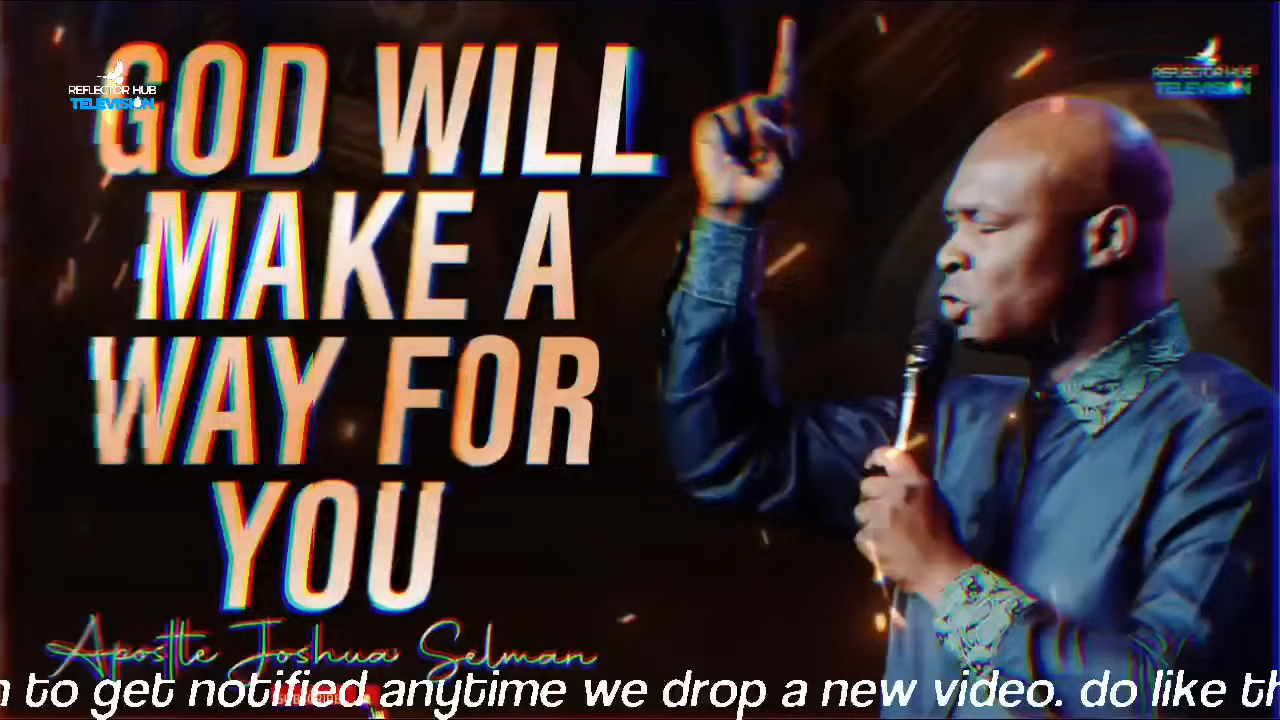 GOD WILL
MAKE A
WAY FOR
YOU
REFLECTOR HUB
TELEVISION
REFLECTOR HUB
TELEVISION
Apostle Joshua Selman
to get notified anytime we drop a new video. do like